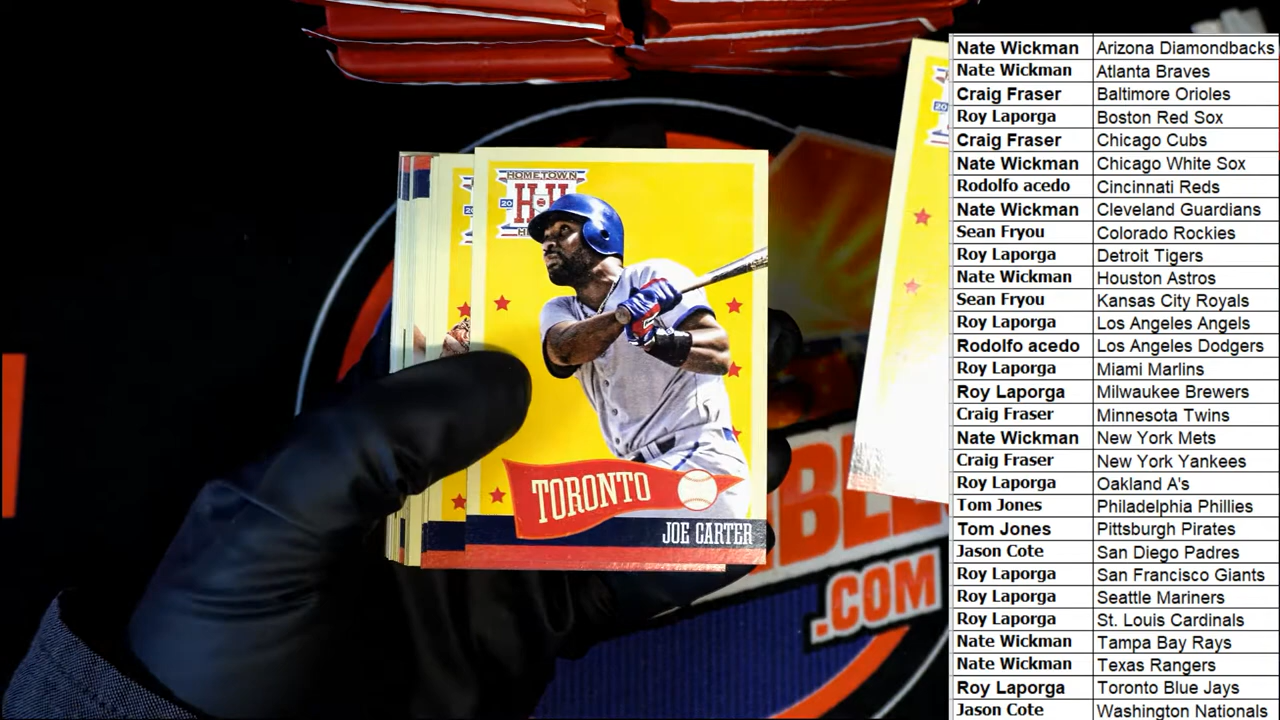 HOMETOWN
20
H H
TORONTO
JOE CARTER
BLE
.COM
Nate Wickman Arizona Diamondbacks
Nate Wickman Atlanta Braves
Craig Fraser Baltimore Orioles
Roy Laporga Boston Red Sox
Craig Fraser Chicago Cubs
Nate Wickman Chicago White Sox
Rodolfo acedo Cincinnati Reds
Nate Wickman Cleveland Guardians
Sean Fryou Colorado Rockies
Roy Laporga Detroit Tigers
Nate Wickman Houston Astros
Sean Fryou Kansas City Royals
Roy Laporga Los Angeles Angels
Rodolfo acedo Los Angeles Dodgers
Roy Laporga Miami Marlins
Roy Laporga Milwaukee Brewers
Craig Fraser Minnesota Twins
Nate Wickman New York Mets
Craig Fraser New York Yankees
Roy Laporga Oakland A's
Tom Jones Philadelphia Phillies
Tom Jones Pittsburgh Pirates
Jason Cote San Diego Padres
Roy Laporga San Francisco Giants
Roy Laporga Seattle Mariners
Roy Laporga St. Louis Cardinals
Nate Wickman Tampa Bay Rays
Nate Wickman Texas Rangers
Roy Laporga Toronto Blue Jays
Jason Cote Washington Nationals